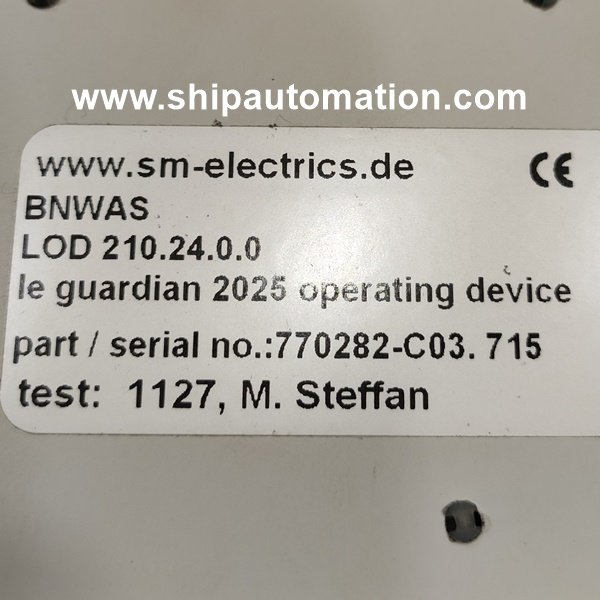 www.shipautomation.com
www.sm-electrics.de
CE
BNWAS
LOD 210.24.0.0
le guardian 2025 operating device
part / serial no.:770282-C03. 715
test: 1127, M. Steffan